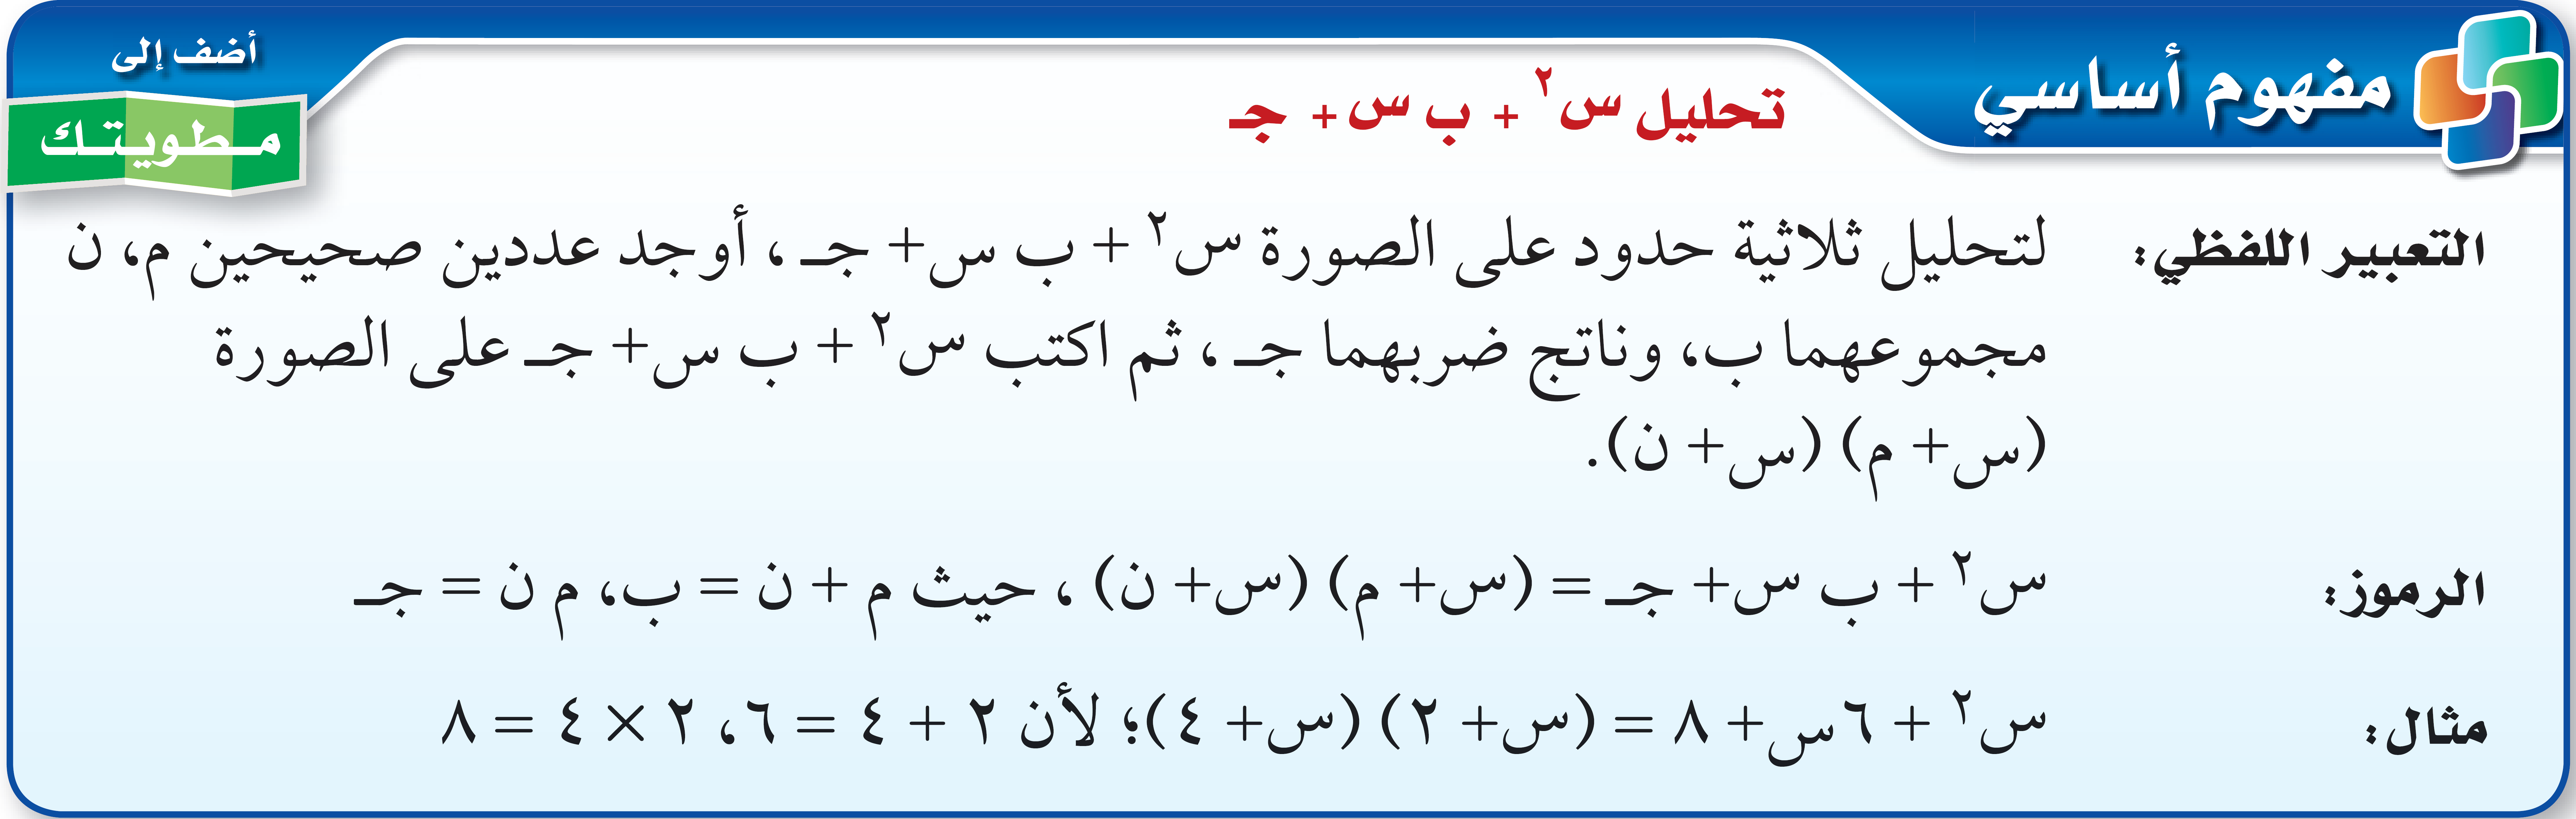 مفهوم أساسي
تحليل س٢ + ب س + جـ
أضف إلى
مـطويـتـك
التعبير اللفظي: لتحليل ثلاثية حدود على الصورة س٢ + ب س+ جـ ، أوجد عددين صحيحين م، ن
مجموعهما ب، وناتج ضربهما جـ ، ثم اكتب س٢ + ب س+ جـ على الصورة
(س+ م) (س+ ن).
الرموز: س٢ + ب س+ جـ = (س+ م) (س+ ن) ، حيث م + ن = ب، م ن = جـ
مثال: س٢ + ٦س+ ٨ = (س+ ٢) (س+ ٤)؛ لأن ٢ + ٤ = ٦، ٢ × ٤ = ٨